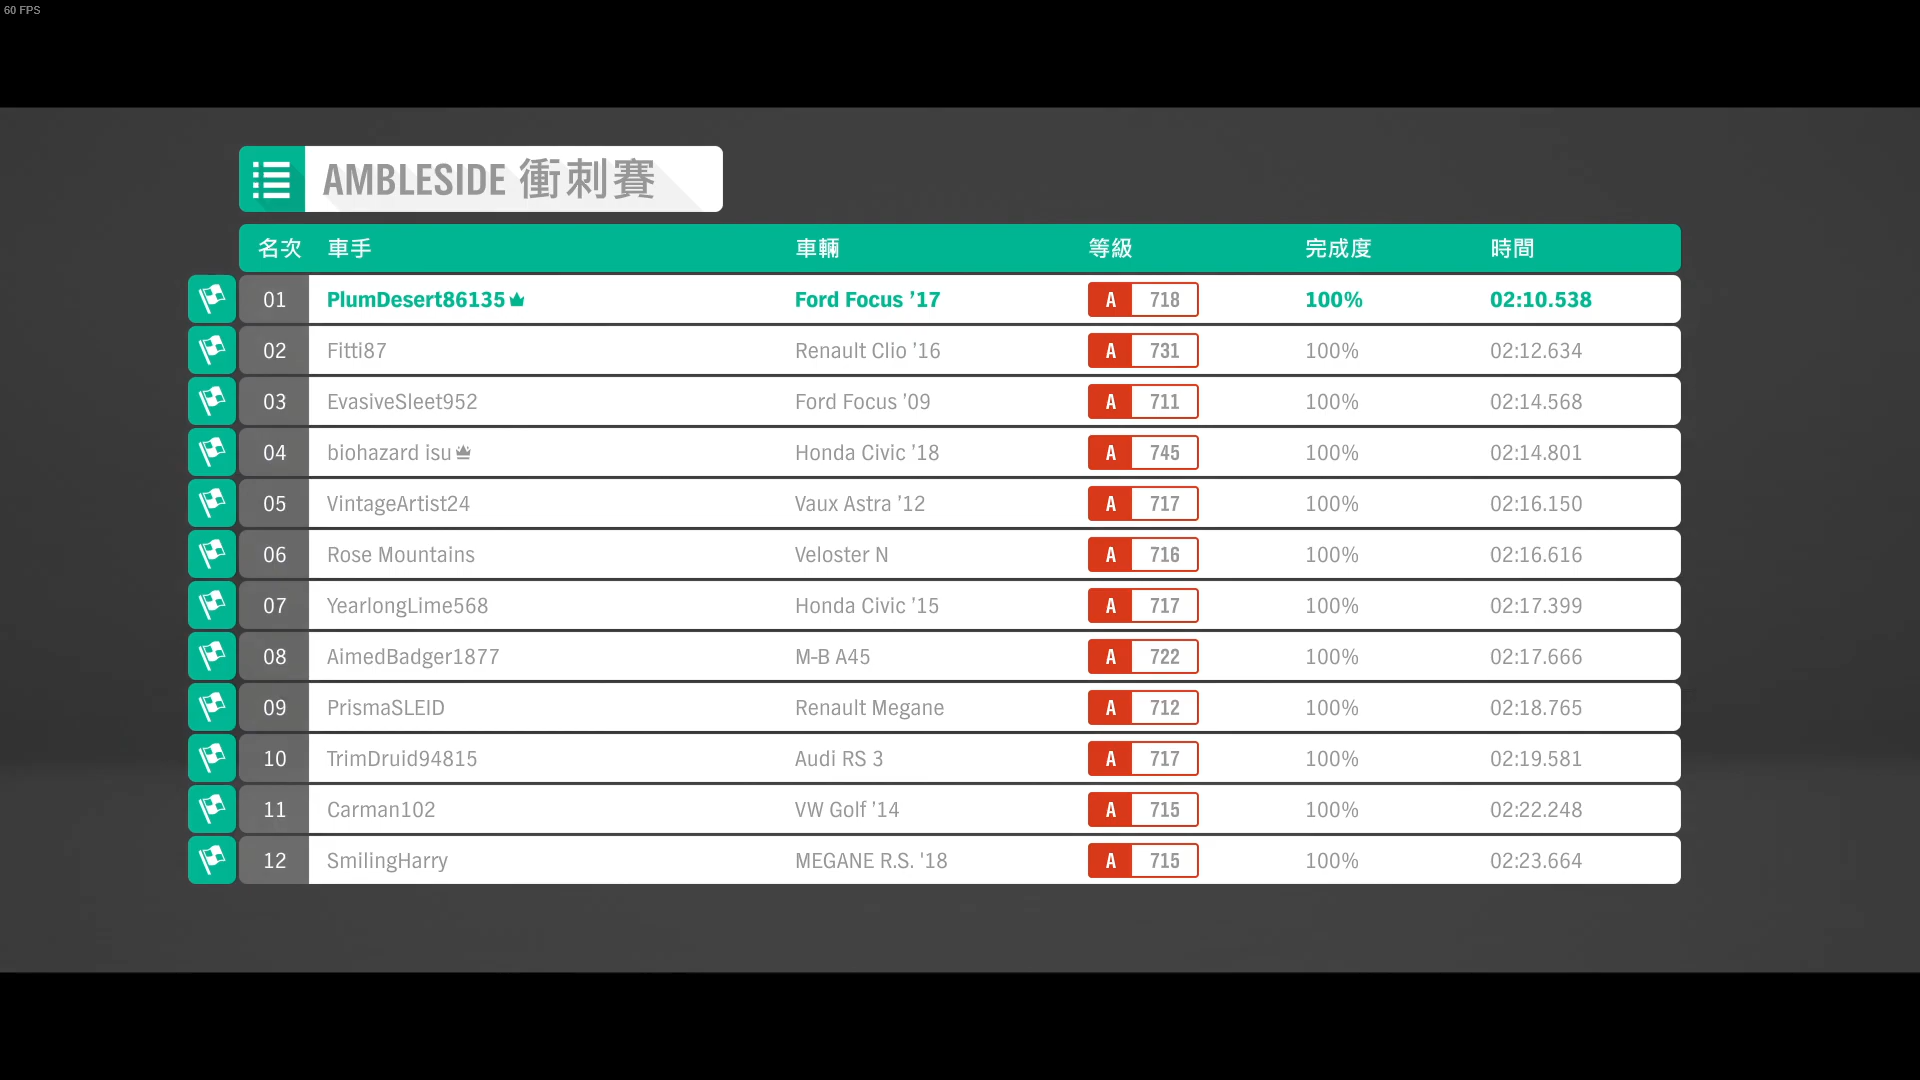 60 FPS
AMBLESIDE 衝刺賽
名次 車手 車輛 等級 完成度 時間
01 PlumDesert86135 Ford Focus ’17 A 718 100% 02:10.538
02 Fitti87 Renault Clio ’16 A 731 100% 02:12.634
03 EvasiveSleet952 Ford Focus ’09 A 711 100% 02:14.568
04 biohazard isu Honda Civic ’18 A 745 100% 02:14.801
05 VintageArtist24 Vaux Astra ’12 A 717 100% 02:16.150
06 Rose Mountains Veloster N A 716 100% 02:16.616
07 YearlongLime568 Honda Civic ’15 A 717 100% 02:17.399
08 AimedBadger1877 M-B A45 A 722 100% 02:17.666
09 PrismaSLEID Renault Megane A 712 100% 02:18.765
10 TrimDruid94815 Audi RS 3 A 717 100% 02:19.581
11 Carman102 VW Golf ’14 A 715 100% 02:22.248
12 SmilingHarry MEGANE R.S. '18 A 715 100% 02:23.664